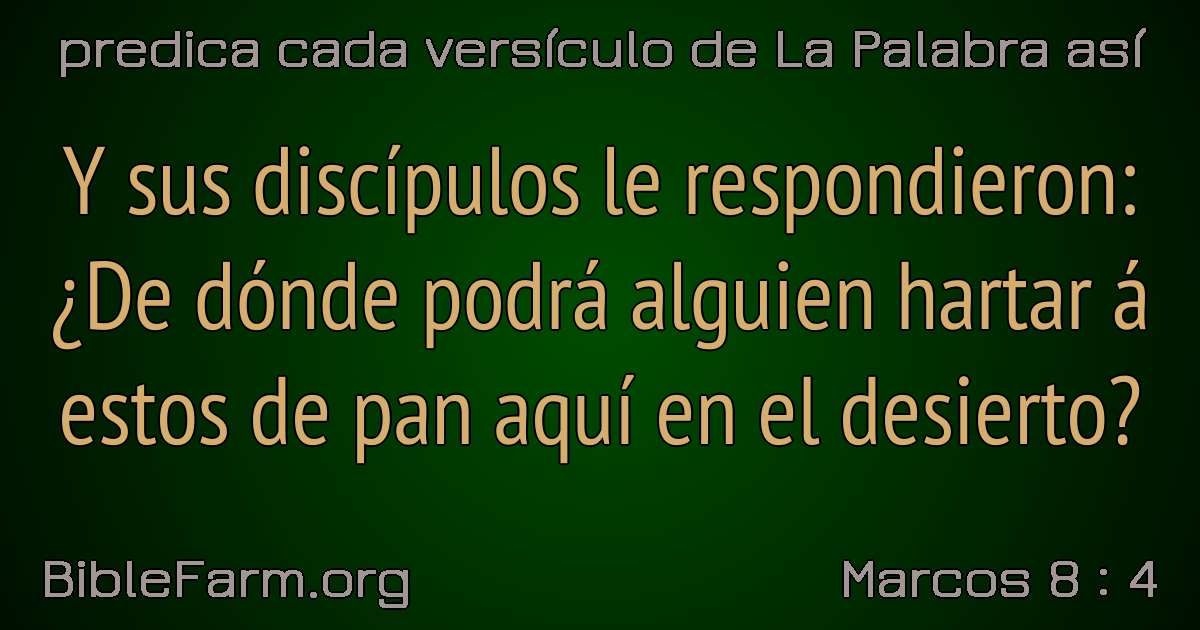 predica cada versículo de La Palabra así
Y sus discípulos le respondieron:
¿De dónde podrá alguien hartar á
estos de pan aquí en el desierto?
BibleFarm.org
Marcos 8 : 4